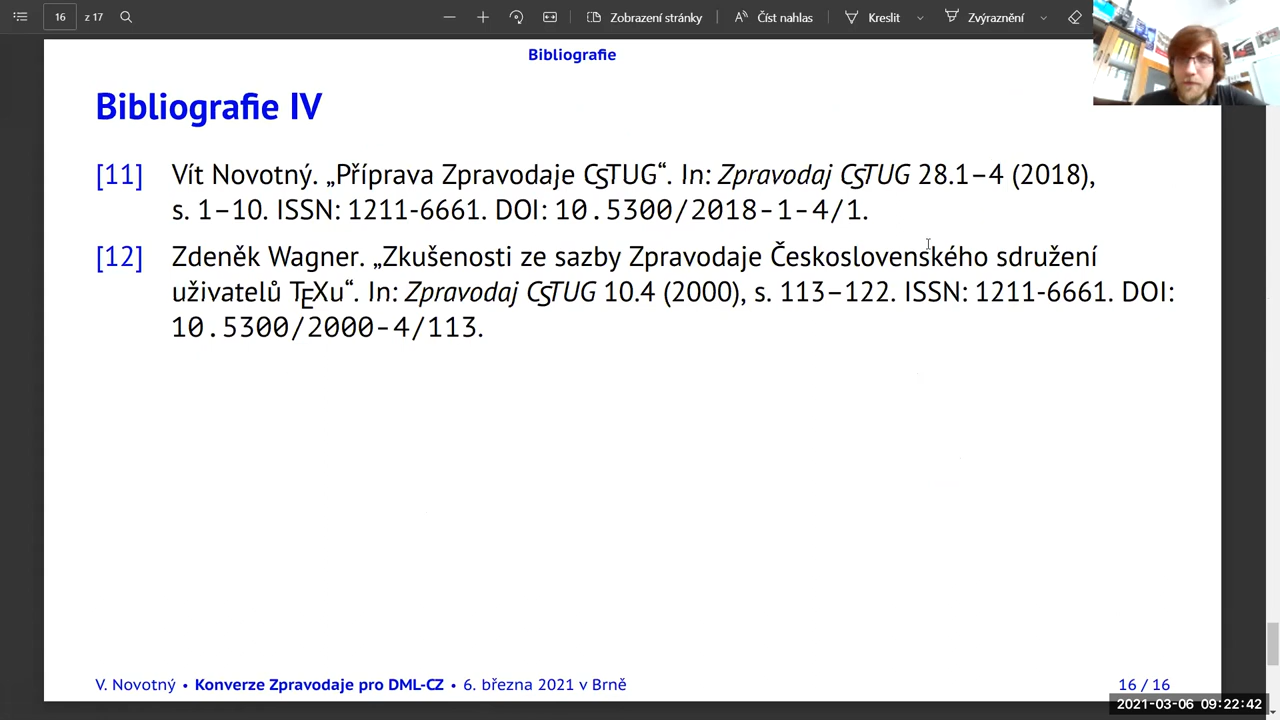 16 z 17 Zobrazení stránky Číst nahlas Kreslit Zvýraznění
Bibliografie
Bibliografie IV
[11] Vít Novotný. „Příprava Zpravodaje CSTUG“. In: Zpravodaj CSTUG 28.1–4 (2018),
s. 1–10. ISSN: 1211-6661. DOI: 10.5300/2018-1-4/1.
[12] Zdeněk Wagner. „Zkušenosti ze sazby Zpravodaje Československého sdružení
uživatelů TEXu“. In: Zpravodaj CSTUG 10.4 (2000), s. 113–122. ISSN: 1211-6661. DOI:
10.5300/2000-4/113.
V. Novotný • Konverze Zpravodaje pro DML-CZ • 6. března 2021 v Brně 16 / 16
2021-03-06 09:22:42